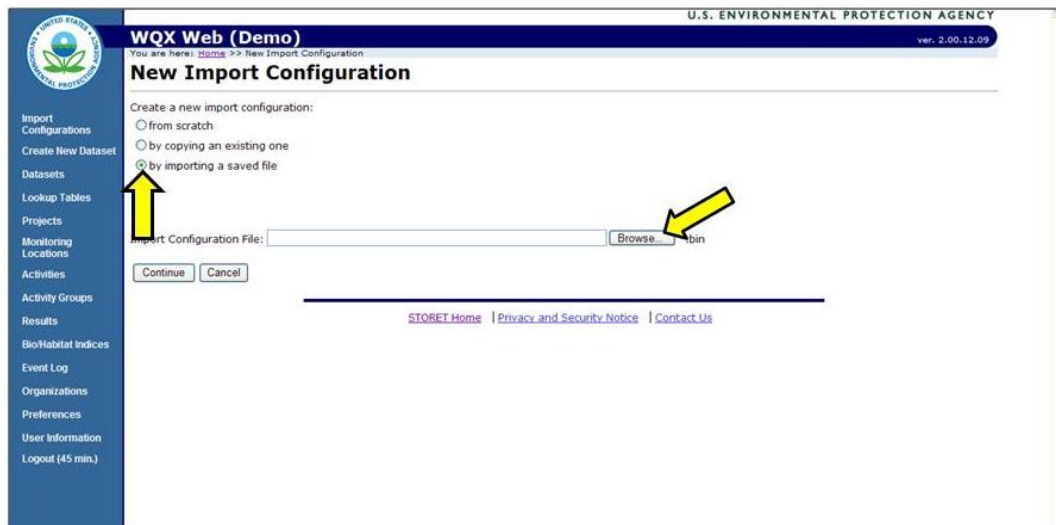 U.S. ENVIRONMENTAL PROTECTION AGENCY
WQX Web (Demo)
ver. 2.00.12.09
You are here: Home >> New Import Configuration
New Import Configuration
Import
Configurations
Create New Dataset
Datasets
Lookup Tables
Projects
Monitoring
Locations
Activities
Activity Groups
Results
Bio/Habitat Indices
Event Log
Organizations
Preferences
User Information
Logout (45 min.)
Create a new import configuration:
from scratch
by copying an existing one
by importing a saved file
Configuration File:
Browse...
Continue
Cancel
STORET Home | Privacy and Security Notice | Contact Us